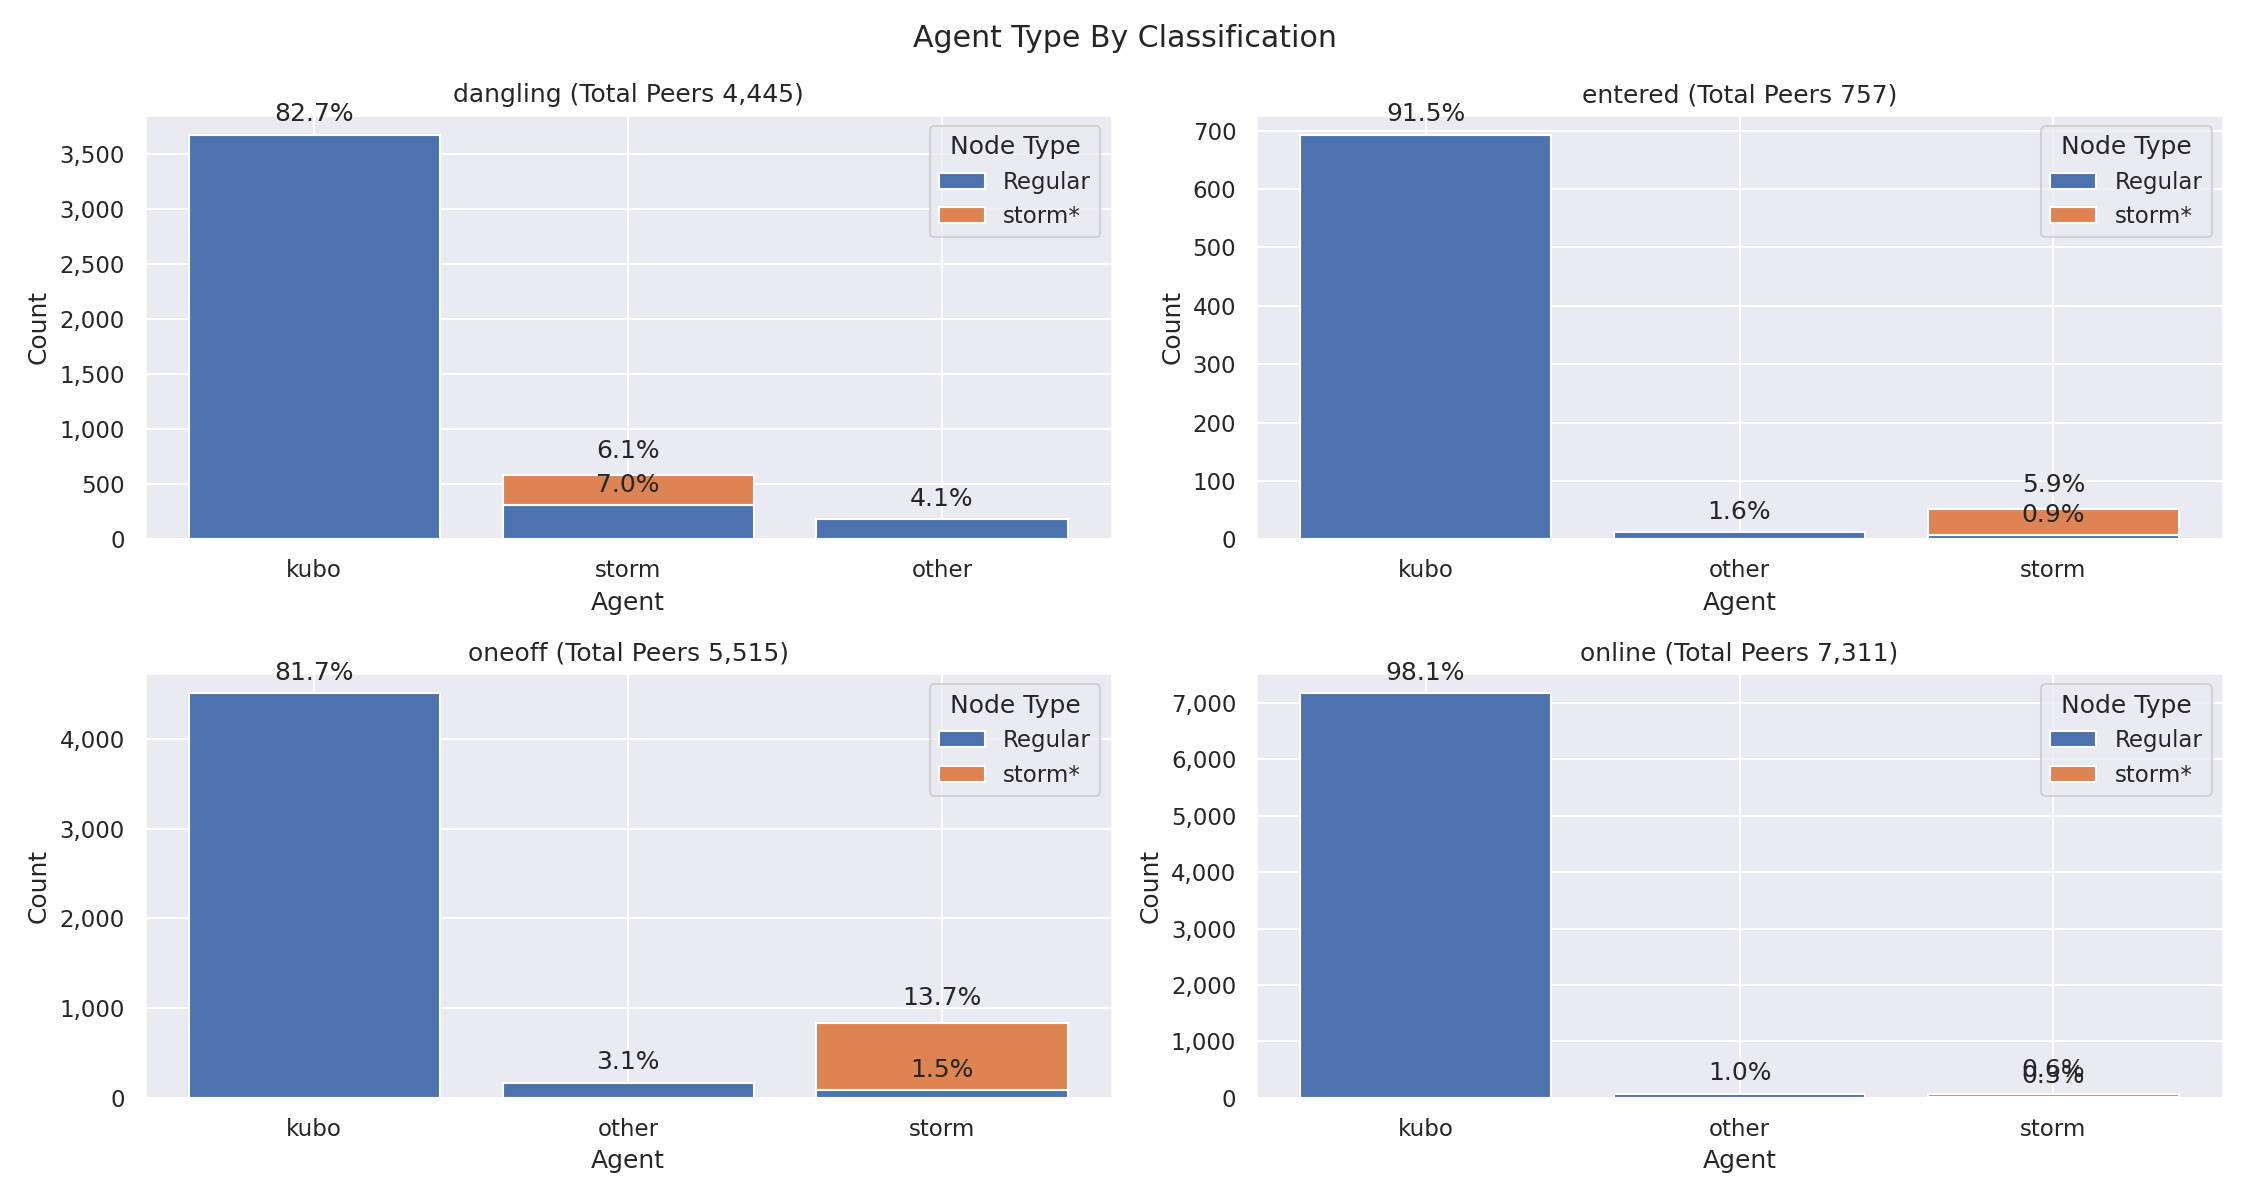 Agent Type By Classification
dangling (Total Peers 4,445)
82.7%
3,500
3,000
2,500
2,000
1,500
1,000
500
0
Count
6.1%
7.0%
4.1%
Node Type
Regular
storm*
kubo
storm
other
Agent
entered (Total Peers 757)
91.5%
700
600
500
400
300
200
100
0
Count
1.6%
5.9%
0.9%
Node Type
Regular
storm*
kubo
other
storm
Agent
oneoff (Total Peers 5,515)
81.7%
4,000
3,000
2,000
1,000
0
Count
3.1%
13.7%
1.5%
Node Type
Regular
storm*
kubo
other
storm
Agent
online (Total Peers 7,311)
98.1%
7,000
6,000
5,000
4,000
3,000
2,000
1,000
0
Count
1.0%
Node Type
Regular
storm*
kubo
other
storm
Agent